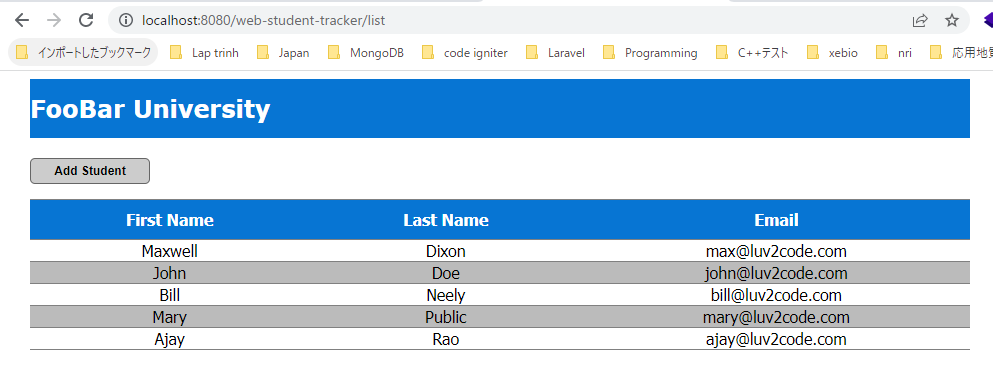 localhost:8080/web-student-tracker/list
インポートしたブックマーク Lap trinh Japan MongoDB code igniter Laravel Programming C++テスト xebio nri 応用地
FooBar University
Add Student
First Name Last Name Email
Maxwell Dixon max@luv2code.com
John Doe john@luv2code.com
Bill Neely bill@luv2code.com
Mary Public mary@luv2code.com
Ajay Rao ajay@luv2code.com